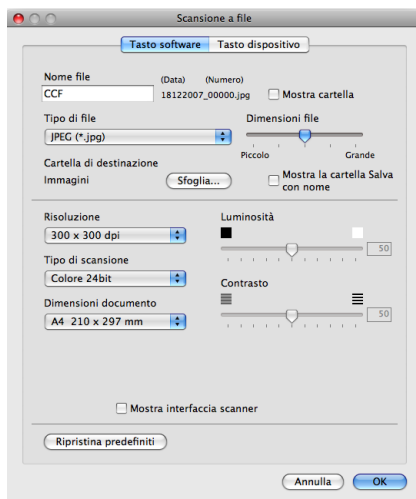 Scansione a file
Tasto software Tasto dispositivo
Nome file (Data) (Numero)
CCF 18122007_00000.jpg Mostra cartella
Tipo di file Dimensioni file
JPEG (*.jpg)
Piccolo Grande
Cartella di destinazione
Immagini Sfoglia... Mostra la cartella Salva
con nome
Risoluzione Luminosità
300 x 300 dpi
50
Tipo di scansione
Colore 24bit Contrasto
Dimensioni documento
A4 210 x 297 mm 50
Mostra interfaccia scanner
Ripristina predefiniti
Annulla OK